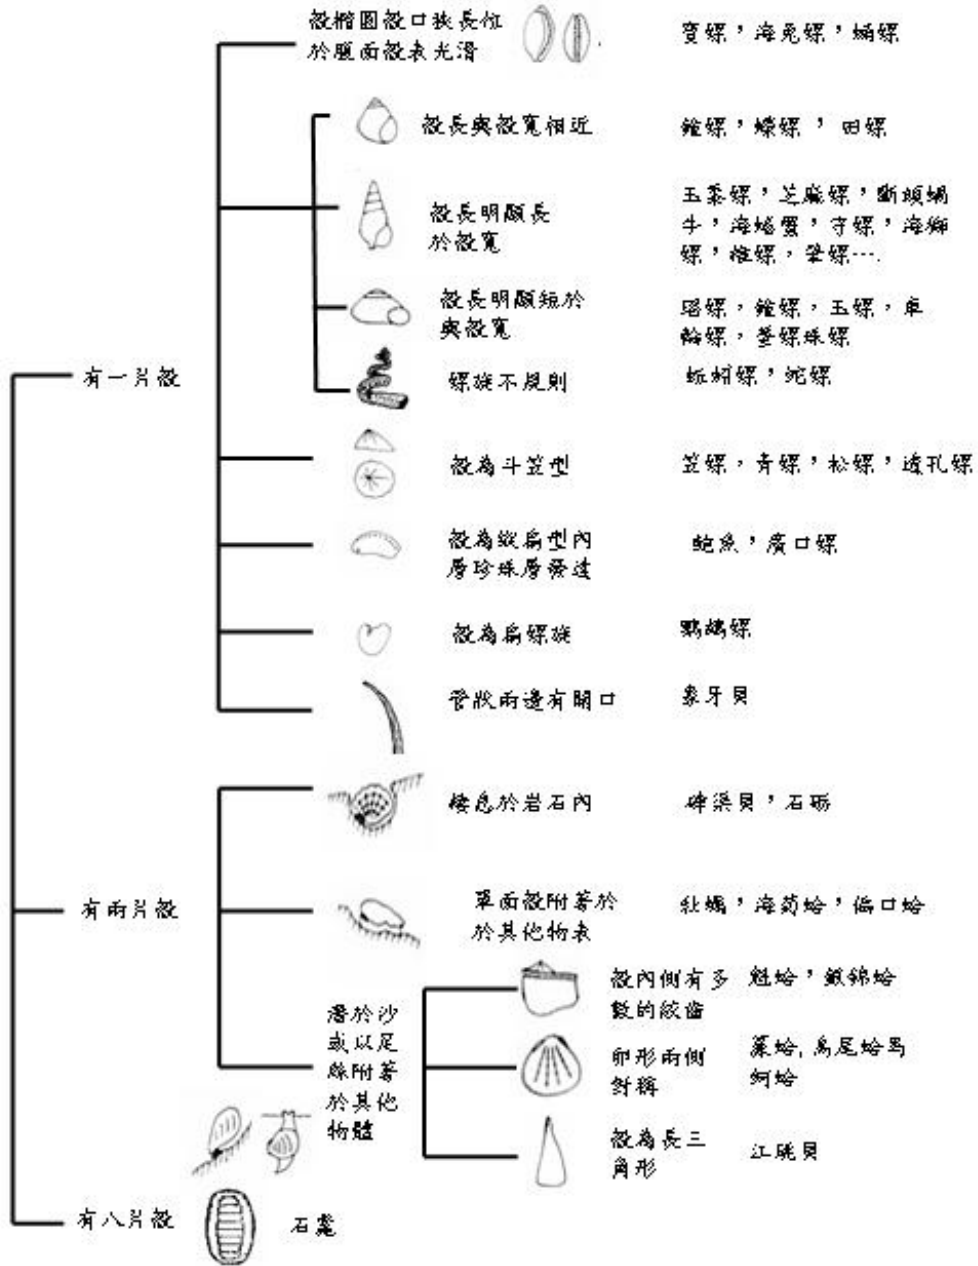 殼橢圓殼口狹長位
於腹面殼表光滑
寶螺，海兔螺，蛹螺
殼長與殼寬相近
鐘螺，蠑螺，田螺
殼長明顯長
於殼寬
玉黍螺，芝麻螺，斷頭蝸
牛，海蟋螺，守螺，海獅
螺，錐螺，筆螺…
殼長明顯短於
與殼寬
鐘螺，玉螺，車
輪螺，蜑螺珠螺
有一片殼
螺旋不規則
蚯蚓螺，蛇螺
殼為斗笠型
笠螺，青螺，松螺，透孔螺
殼為縱扁型內
層珍珠層發達
鮑魚，廣口螺
殼為扁螺旋
鸚鵡螺
管狀兩邊有開口
象牙貝
棲息於岩石內
硨渠貝，石蠣
有兩片殼
單面殼附著於
於其他物表
牡蠣，海菊蛤，偏口蛤
殼內側有多
數的絞齒
魁蛤，銀錦蛤
潛於沙
或以足
絲附著
於其他
物體
卵形兩側
對稱
簾蛤,鳥尾蛤馬
珂蛤
殼為長三
角形
江珧貝
有八片殼
石鱉